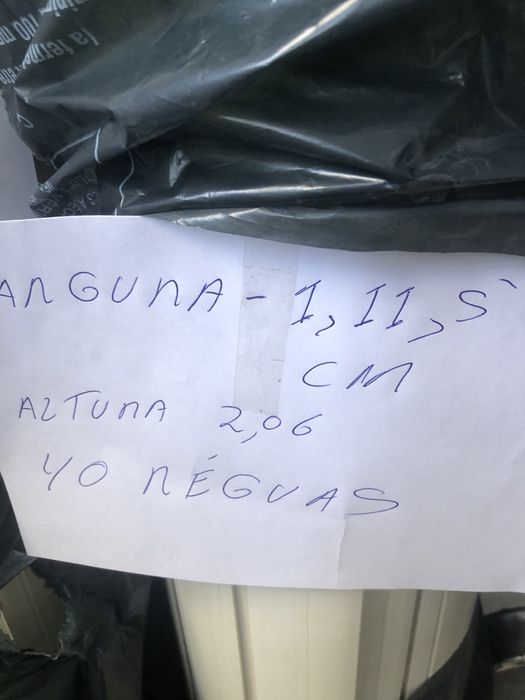 ARGURA - 1,11,5
CM
ALTURA 2,06
40 RÉGUAS